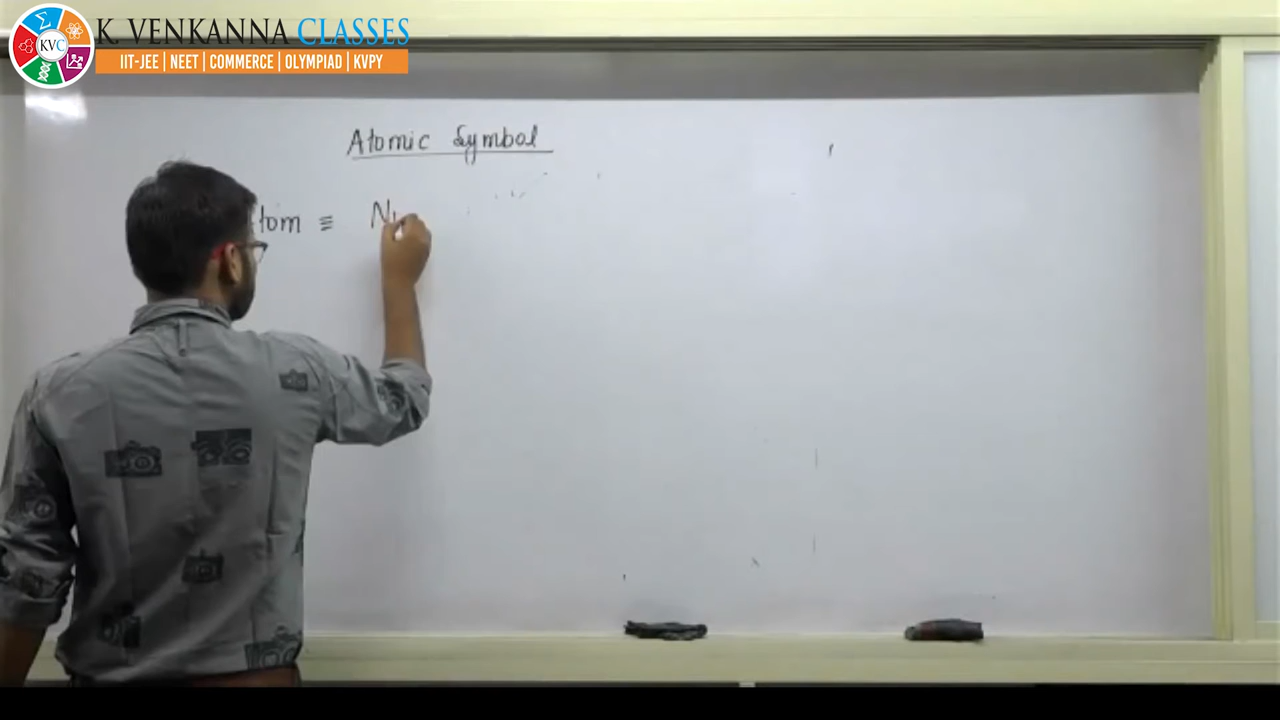 K. VENKANNA CLASSES
KVC
IIT-JEE | NEET | COMMERCE | OLYMPIAD | KVPY
Atomic Symbol
tom ≡ N